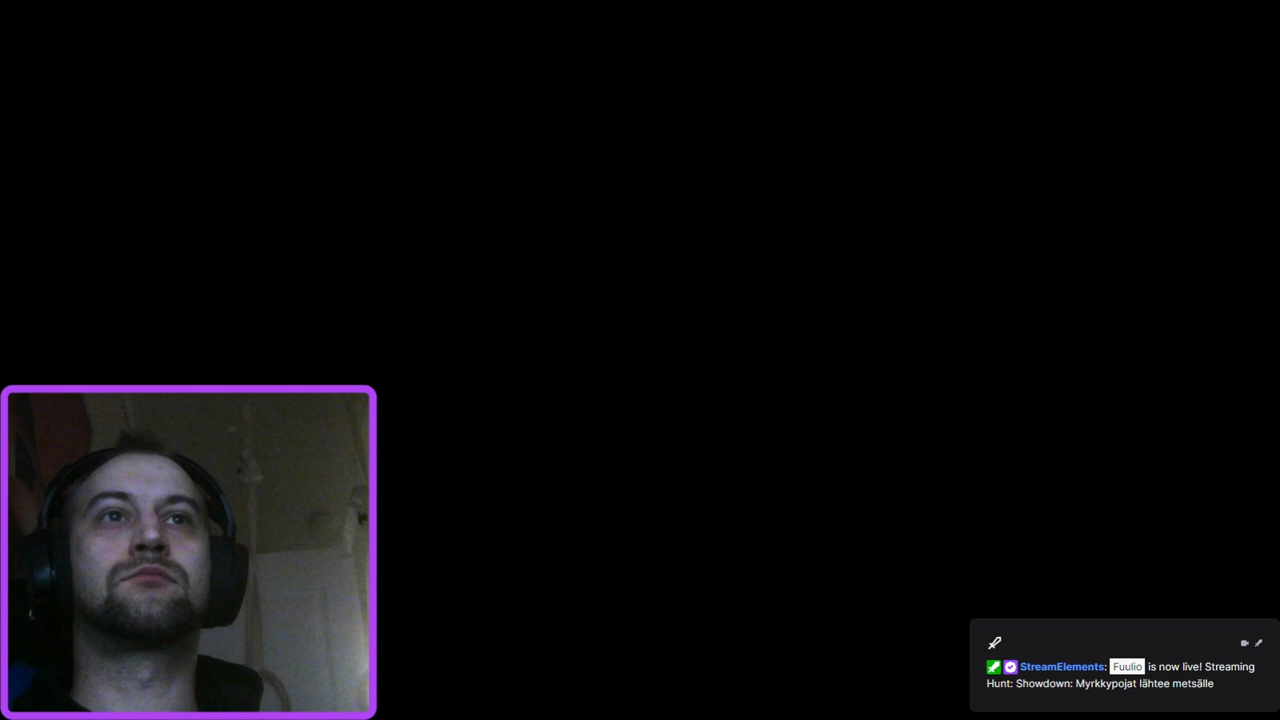 StreamElements: Fuulio is now live! Streaming
Hunt: Showdown: Myrkkypojat lähtee metsälle